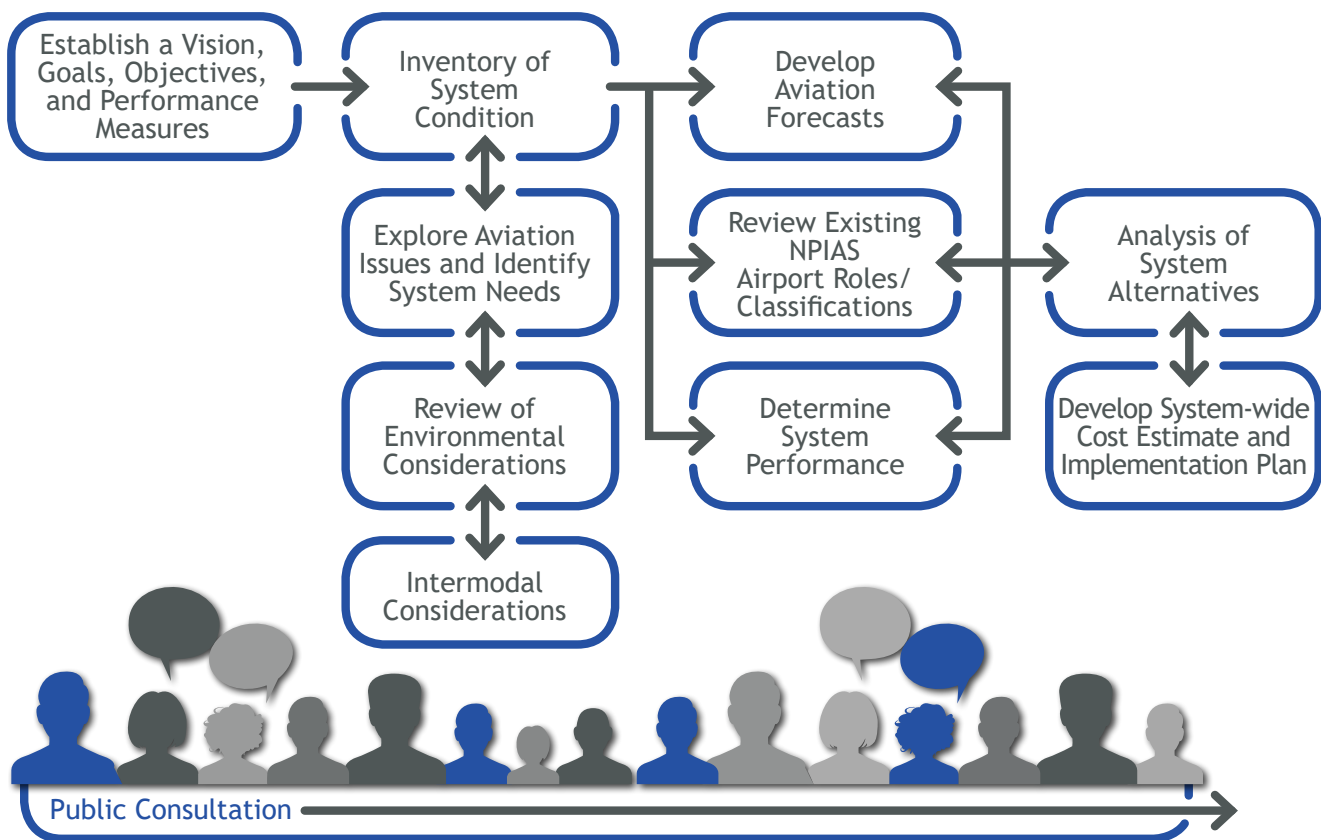 Establish a Vision,
Goals, Objectives,
and Performance
Measures
Inventory of
System
Condition
Develop
Aviation
Forecasts
Explore Aviation
Issues and Identify
System Needs
Review Existing
NPIAS
Airport Roles/
Classifications
Analysis of
System
Alternatives
Review of
Environmental
Considerations
Determine
System
Performance
Develop System-wide
Cost Estimate and
Implementation Plan
Intermodal
Considerations
Public Consultation